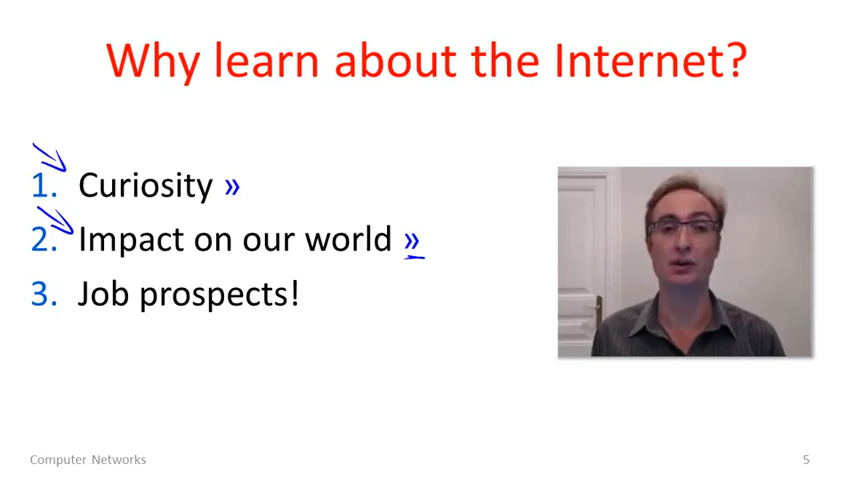 Why learn about the Internet?
1. Curiosity »
2. Impact on our world »
3. Job prospects!
Computer Networks
5